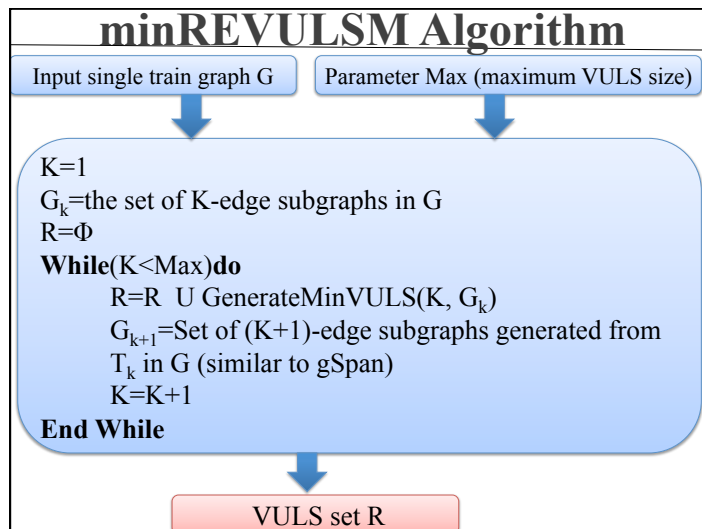 minREVULSM Algorithm
Input single train graph G
Parameter Max (maximum VULS size)
K=1
Gₖ=the set of K-edge subgraphs in G
R=Φ
While(K<Max)do
R=R U GenerateMinVULS(K, Gₖ)
Gₖ₊₁=Set of (K+1)-edge subgraphs generated from
Tₖ in G (similar to gSpan)
K=K+1
End While
VULS set R